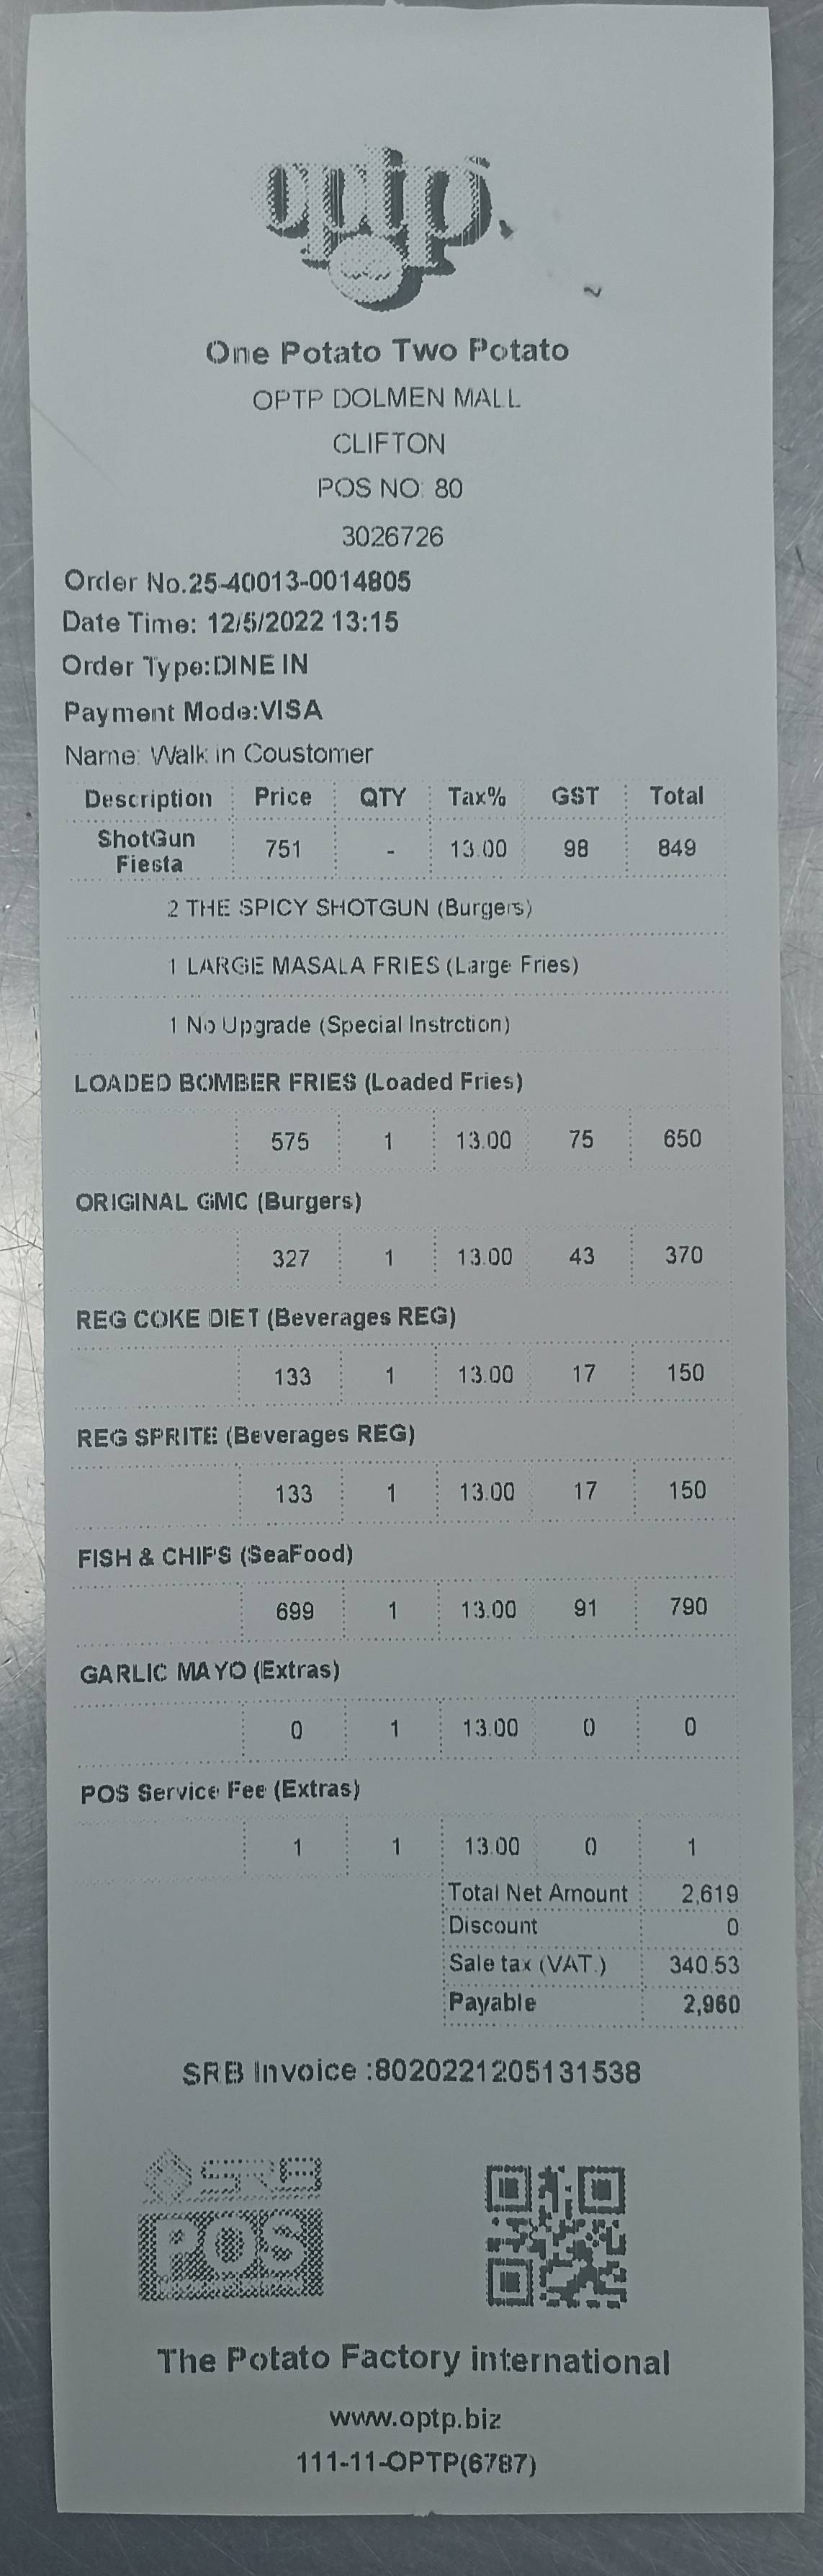 optp
One Potato Two Potato
OPTP DOLMEN MALL
CLIFTON
POS NO: 80
3026726
Order No.25-40013-0014805
Date Time: 12/5/2022 13:15
Order Type:DINE IN
Payment Mode:VISA
Name: Walk in Coustomer
Description Price QTY Tax% GST Total
ShotGun
Fiesta 751 - 13.00 98 849
2 THE SPICY SHOTGUN (Burgers)
1 LARGE MASALA FRIES (Large Fries)
1 No Upgrade (Special Instrction)
LOADED BOMBER FRIES (Loaded Fries)
575 1 13.00 75 650
ORIGINAL GMC (Burgers)
327 1 13.00 43 370
REG COKE DIET (Beverages REG)
133 1 13.00 17 150
REG SPRITE (Beverages REG)
133 1 13.00 17 150
FISH & CHIPS (SeaFood)
699 1 13.00 91 790
GARLIC MAYO (Extras)
0 1 13.00 0 0
POS Service Fee (Extras)
1 1 13.00 0 1
Total Net Amount 2,619
Discount 0
Sale tax (VAT.) 340.53
Payable 2,960
SRB Invoice :8020221205131538
SRB
POS
The Potato Factory international
www.optp.biz
111-11-OPTP(6787)